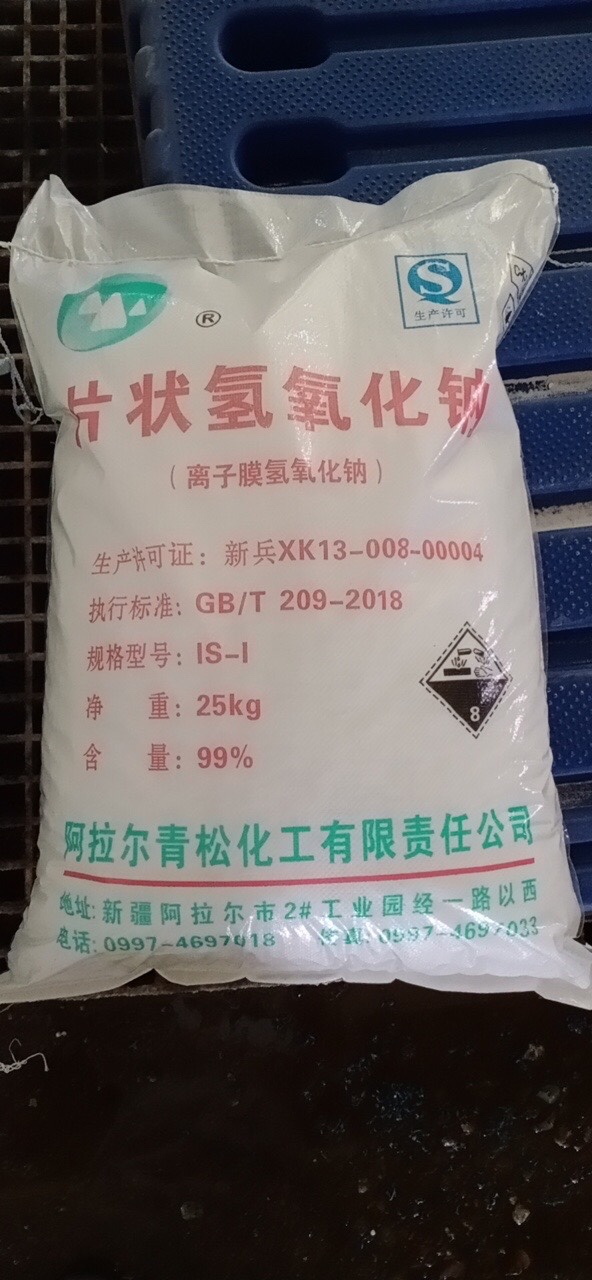 ®
S
生产许可
片状氢氧化钠
（离子膜氢氧化钠）
生产许可证：新兵XK13-008-00004
执行标准：GB/T 209-2018
规格型号：IS-I
净 重：25kg
含 量：99%
8
阿拉尔青松化工有限责任公司
地址：新疆阿拉尔市2#工业园经一路以西
电话：0997-4697018 传真：0997-4697033